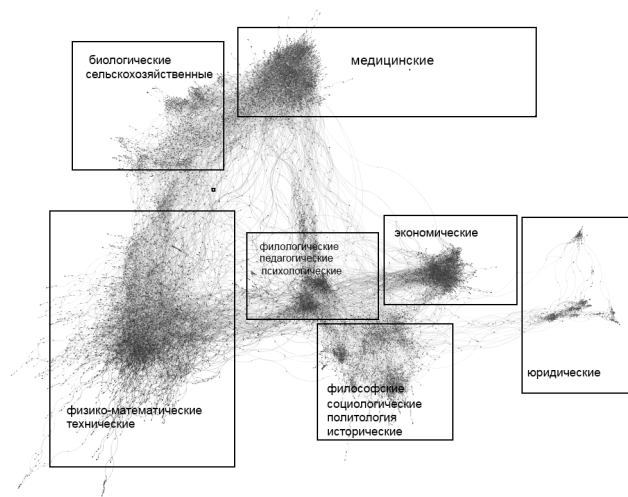 биологические
сельскохозяйственные
медицинские
филологические
педагогические
психологические
экономические
юридические
физико-математические
технические
философские
социологические
политология
исторические